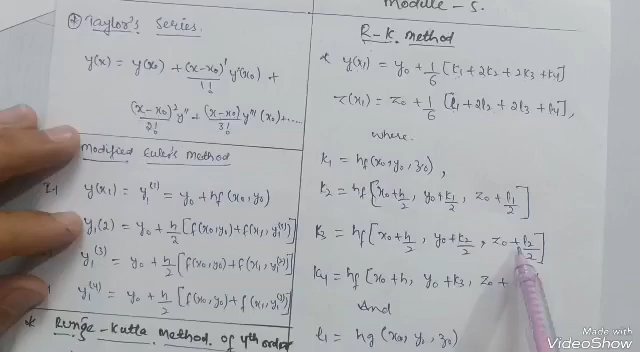 Module - 5.
* Taylor's Series.
y(x) = y(x0) + (x-x0)'/1! y'(x0) +
(x-x0)²/2! y'' + (x-x0)³/3! y'''(x0) + .....
Modified Euler's Method
y(x1) = y1^(1) = y0 + hf(x0, y0)
y1(2) = y0 + h/2 [f(x0,y0) + f(x1, y1^(1))]
y1^(3) = y0 + h/2 [f(x0,y0) + f(x1, y1^(2))]
y1^(4) = y0 + h/2 [f(x0,y0) + f(x1, y1^(3))]
* Runge-Kutta Method of 4th order
R-K method
* y(x1) = y0 + 1/6 [k1 + 2k2 + 2k3 + k4]
z(x1) = z0 + 1/6 [l1 + 2l2 + 2l3 + l4],
where
k1 = hf(x0+y0, z0),
k2 = hf[x0+h/2, y0+k1/2, z0+l1/2]
k3 = hf[x0+h/2, y0+k2/2, z0+l2/2]
k4 = hf[x0+h, y0+k3, z0+
And
l1 = hg(x0, y, z0)
Made with
VideoShow